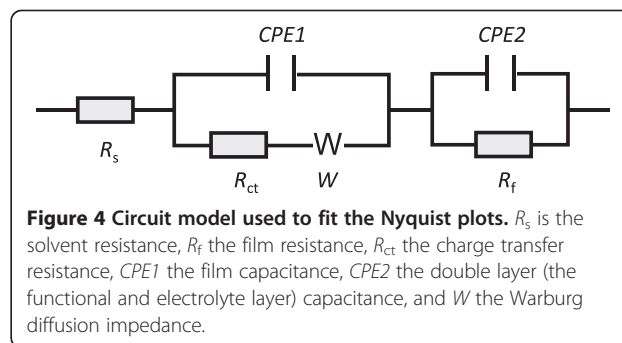 CPE1
CPE2
Rs
Rct
W
W
Rf
Figure 4 Circuit model used to fit the Nyquist plots. Rs is the
solvent resistance, Rf the film resistance, Rct the charge transfer
resistance, CPE1 the film capacitance, CPE2 the double layer (the
functional and electrolyte layer) capacitance, and W the Warburg
diffusion impedance.